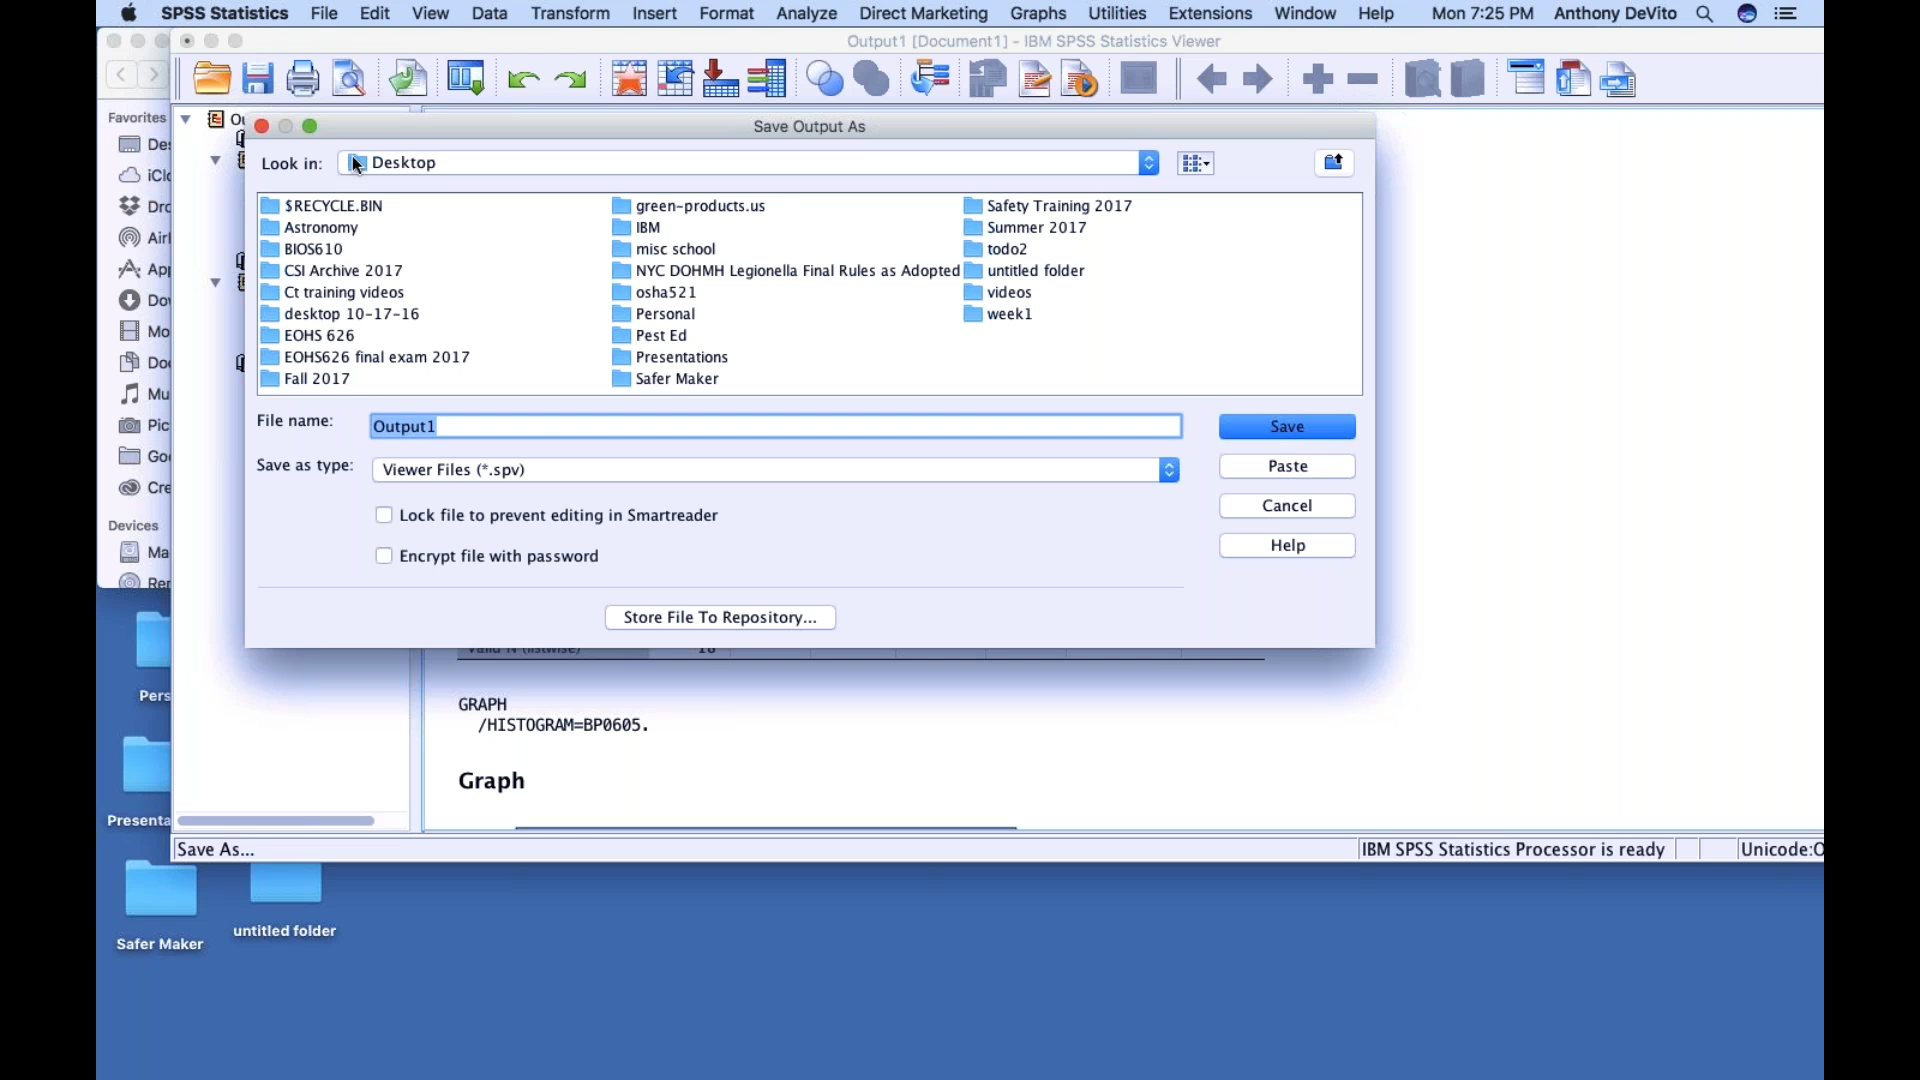 SPSS Statistics File Edit View Data Transform Insert Format Analyze Direct Marketing Graphs Utilities Extensions Window Help Mon 7:25 PM Anthony DeVito
Output1 [Document1] - IBM SPSS Statistics Viewer
Favorites
Save Output As
Look in: Desktop
$RECYCLE.BIN
Astronomy
BIOS610
CSI Archive 2017
Ct training videos
desktop 10-17-16
EOHS 626
EOHS626 final exam 2017
Fall 2017
green-products.us
IBM
misc school
NYC DOHMH Legionella Final Rules as Adopted
osha521
Personal
Pest Ed
Presentations
Safer Maker
Safety Training 2017
Summer 2017
todo2
untitled folder
videos
week1
File name: Output1
Save
Save as type: Viewer Files (*.spv)
Paste
Lock file to prevent editing in Smartreader
Cancel
Encrypt file with password
Help
Store File To Repository...
Devices
GRAPH
/HISTOGRAM=BP0605.
Graph
Save As...
IBM SPSS Statistics Processor is ready
Unicode:O
Pers
Presenta
Safer Maker
untitled folder